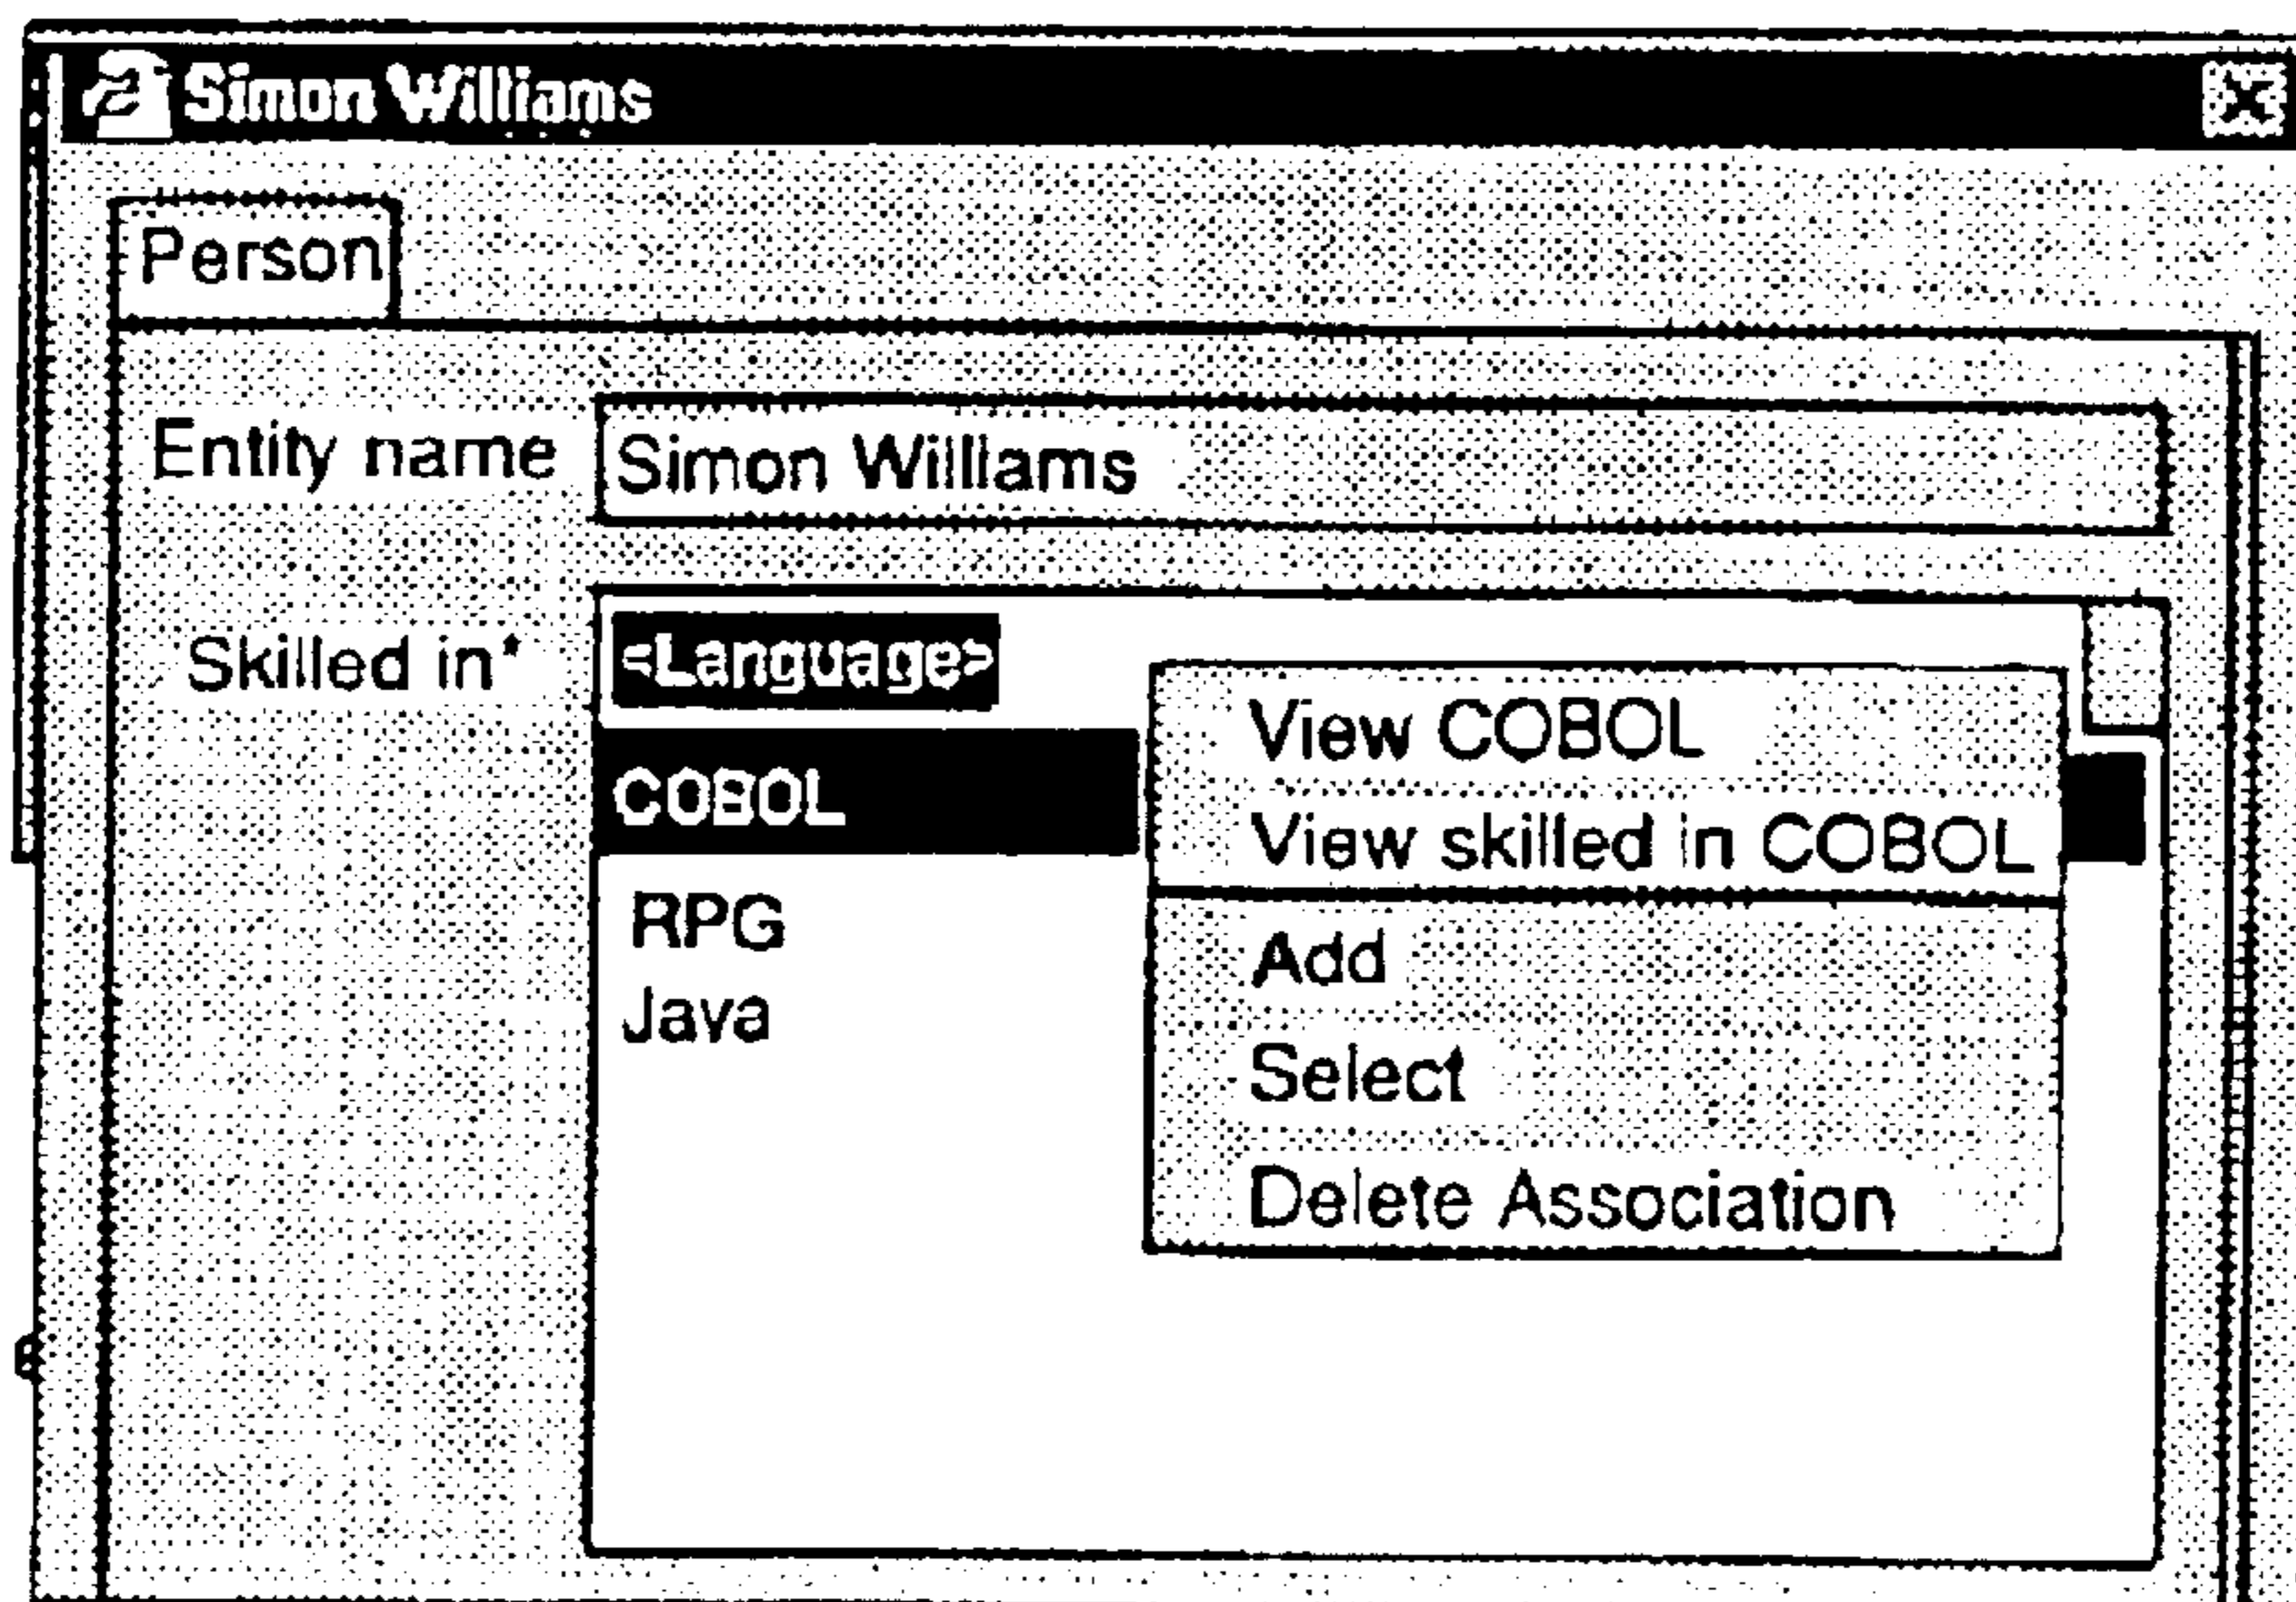 Simon Williams
Person
Entity name Simon Williams
Skilled in* <Language>
COBOL
RPG
Java
View COBOL
View skilled in COBOL
Add
Select
Delete Association